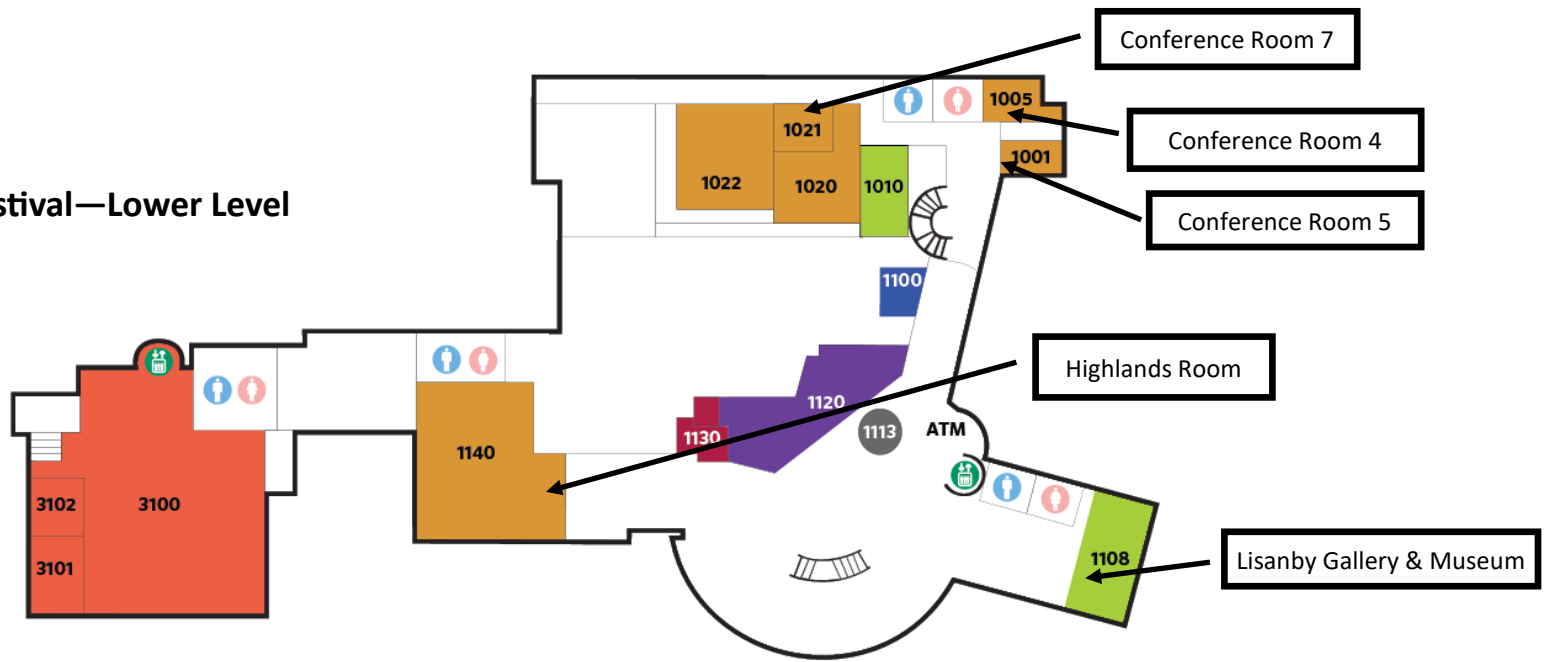 Conference Room 7
1005
1021
Conference Room 4
1001
1022
1020
1010
stival—Lower Level
Conference Room 5
1100
Highlands Room
1120
1130
1113
ATM
1140
3102
3100
1108
Lisanby Gallery & Museum
3101